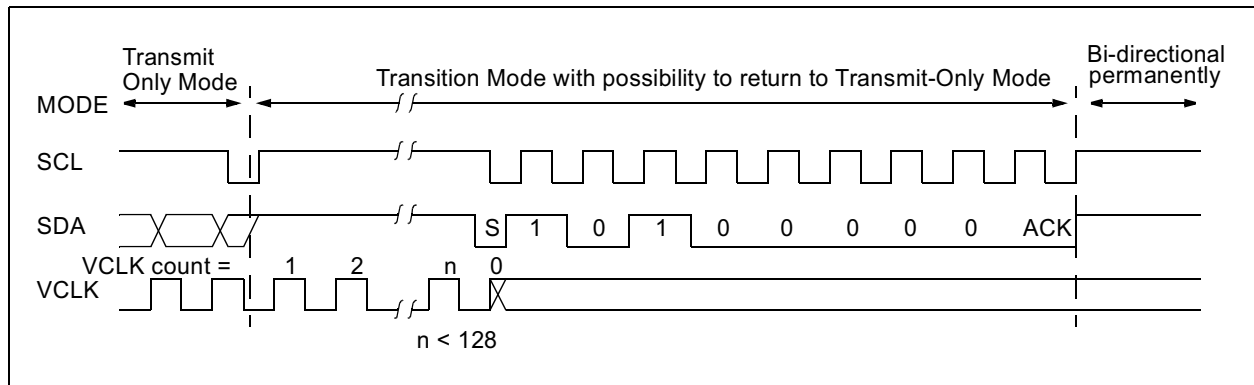 Transmit
Only Mode
Transition Mode with possibility to return to Transmit-Only Mode
Bi-directional
permanently
MODE
SCL
SDA S 1 0 1 0 0 0 0 0 ACK
VCLK count = 1 2 n 0
VCLK
n < 128